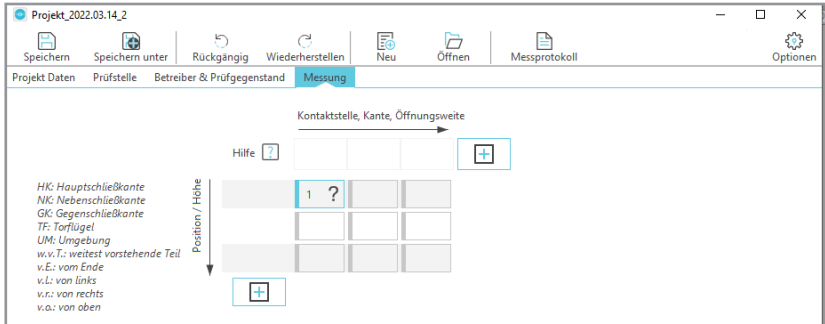 Projekt_2022.03.14_2
Speichern Speichern unter Rückgängig Wiederherstellen Neu Öffnen Messprotokoll Optionen
Projekt Daten Prüfstelle Betreiber & Prüfgegenstand Messung
Kontaktstelle, Kante, Öffnungsweite
Hilfe ?
Position / Höhe
1 ?
HK: Hauptschließkante
NK: Nebenschließkante
GK: Gegenschließkante
TF: Torflügel
UM: Umgebung
w.v.T.: weitest vorstehende Teil
v.E.: vom Ende
v.l.: von links
v.r.: von rechts
v.o.: von oben